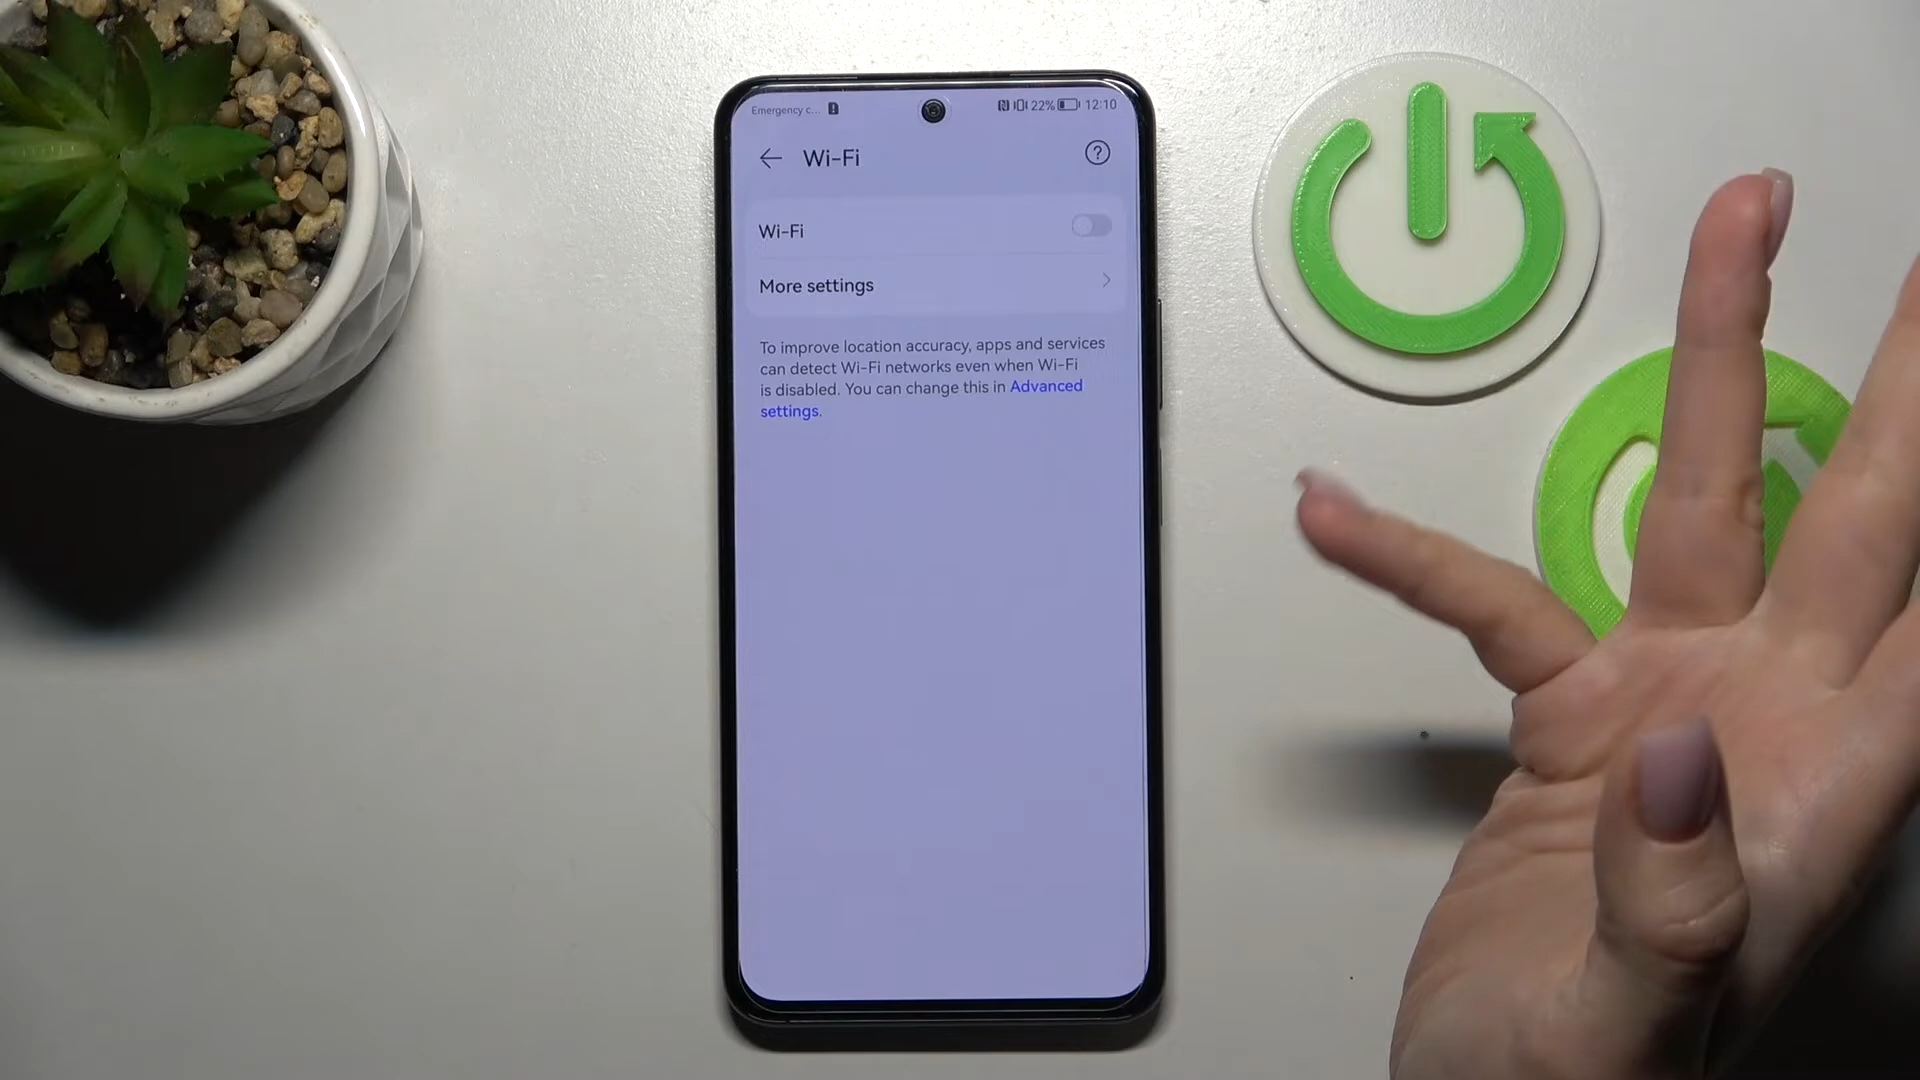 Emergency c... 22% 12:10
Wi-Fi
Wi-Fi
More settings
To improve location accuracy, apps and services
can detect Wi-Fi networks even when Wi-Fi
is disabled. You can change this in Advanced
settings.